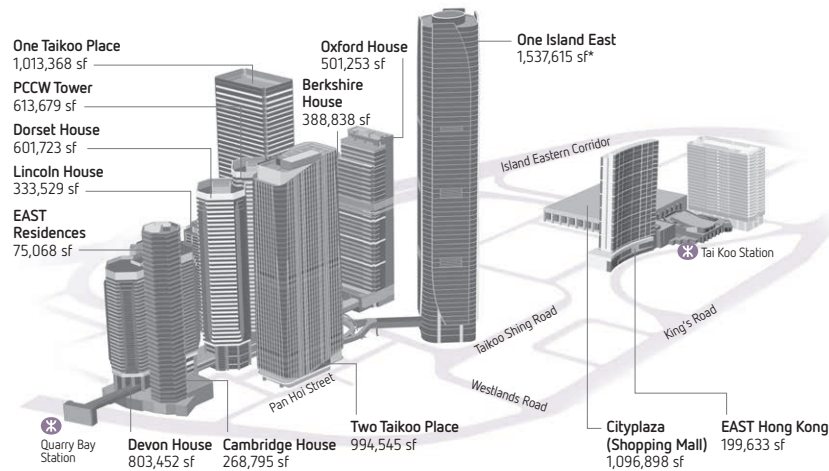 One Taikoo Place
1,013,368 sf
PCCW Tower
613,679 sf
Dorset House
601,723 sf
Lincoln House
333,529 sf
EAST
Residences
75,068 sf
Oxford House
501,253 sf
Berkshire
House
388,838 sf
One Island East
1,537,615 sf*
Island Eastern Corridor
Tai Koo Station
Taikoo Shing Road
King's Road
Westlands Road
Pan Hoi Street
Quarry Bay
Station
Devon House
803,452 sf
Cambridge House
268,795 sf
Two Taikoo Place
994,545 sf
Cityplaza
(Shopping Mall)
1,096,898 sf
EAST Hong Kong
199,633 sf